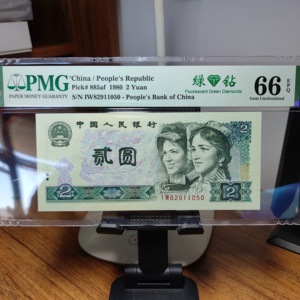 PMG
PAPER MONEY GUARANTY
China / People's Republic
Pick# 885af 1980 2 Yuan
S/N IW82911050 - People's Bank of China
绿钻
Fluorescent Green Diamonds
66 EPQ
Gem Uncirculated
中国人民银行
贰圆
2
2
IW82911050